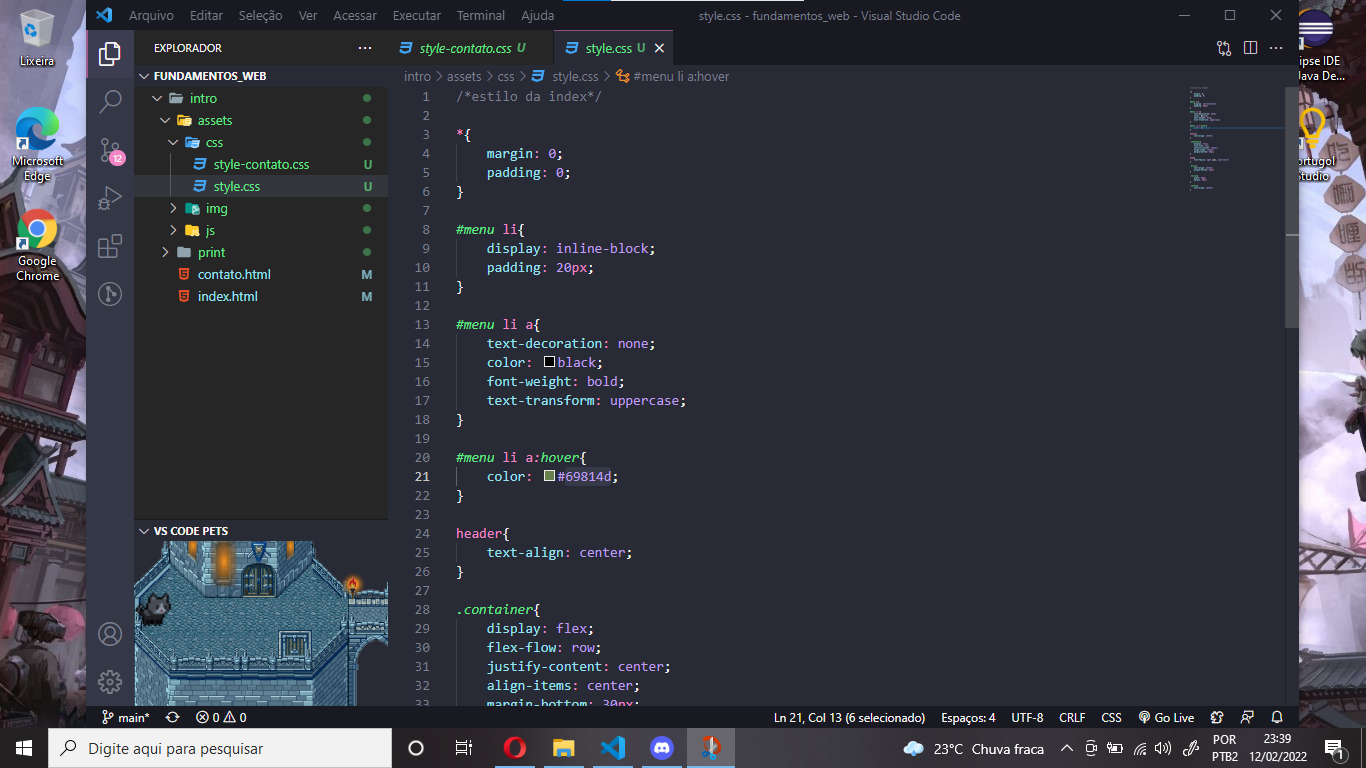 Arquivo Editar Seleção Ver Acessar Executar Terminal Ajuda
style.css - fundamentos_web - Visual Studio Code
Lixeira
Microsoft
Edge
Google
Chrome
EXPLORADOR
FUNDAMENTOS_WEB
intro
assets
css
style-contato.css U
style.css U
img
js
print
contato.html M
index.html M
12
VS CODE PETS
style-contato.css U
style.css U
intro > assets > css > style.css > #menu li a:hover
1 /*estilo da index*/
2
3 *{
4 margin: 0;
5 padding: 0;
6 }
7
8 #menu li{
9 display: inline-block;
10 padding: 20px;
11 }
12
13 #menu li a{
14 text-decoration: none;
15 color: black;
16 font-weight: bold;
17 text-transform: uppercase;
18 }
19
20 #menu li a:hover{
21 color: #69814d;
22 }
23
24 header{
25 text-align: center;
26 }
27
28 .container{
29 display: flex;
30 flex-flow: row;
31 justify-content: center;
32 align-items: center;
33 margin-bottom: 30px;
ipse IDE
Java De...
ortugol
Studio
main* 0 0
Ln 21, Col 13 (6 selecionado) Espaços: 4 UTF-8 CRLF CSS Go Live
Digite aqui para pesquisar
23°C Chuva fraca
POR
PTB2
23:39
12/02/2022
1